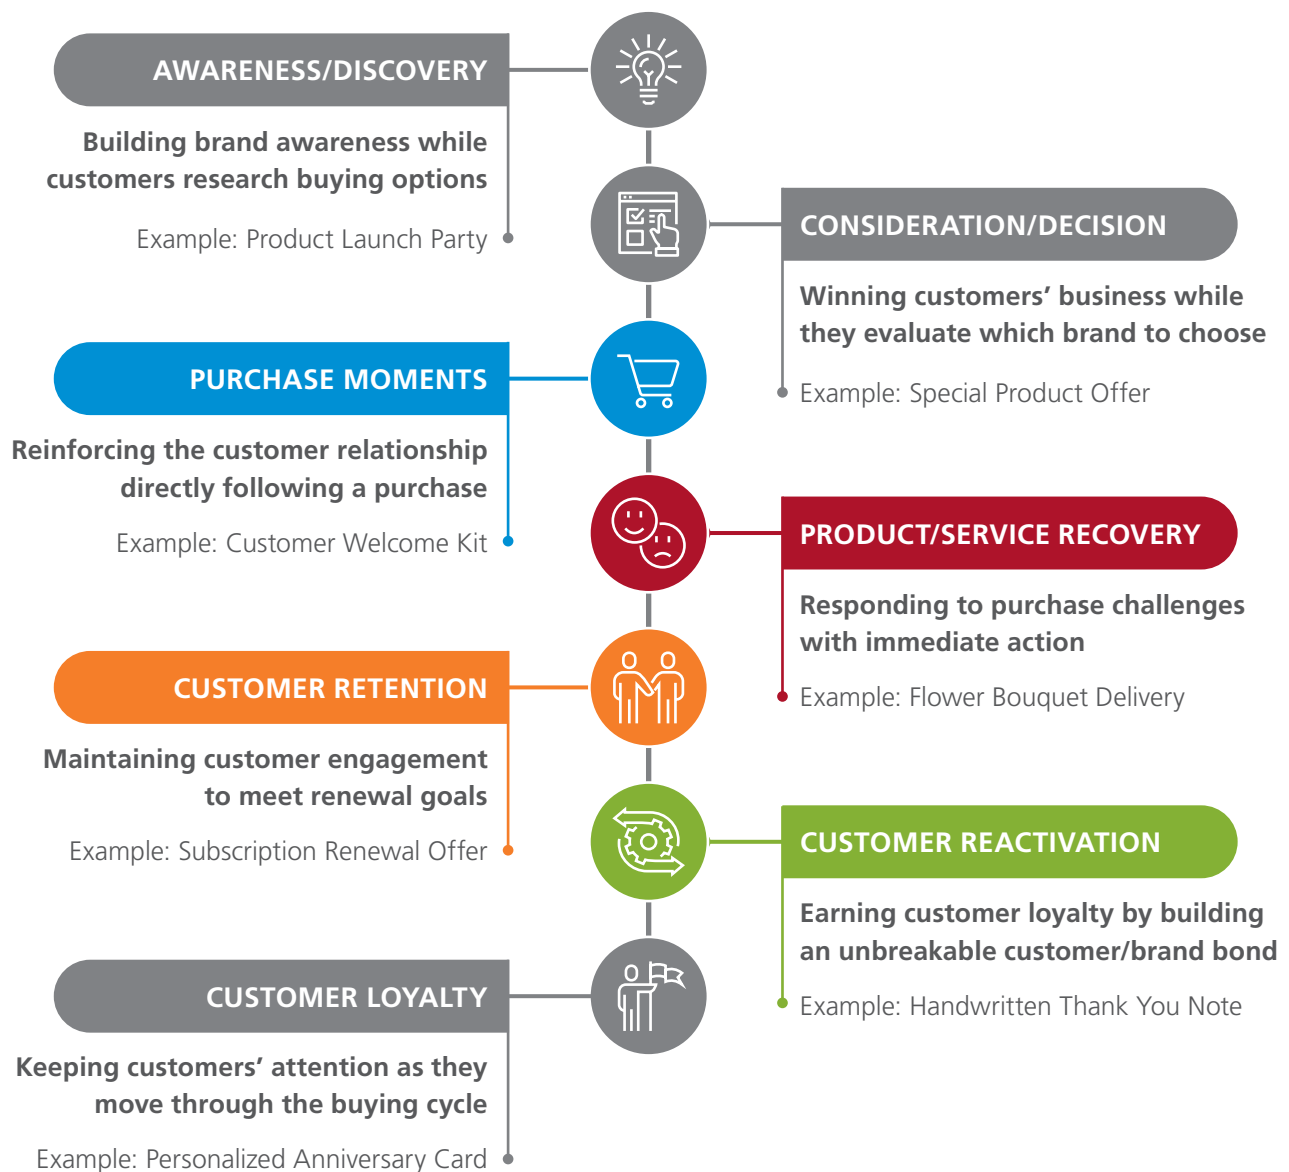 AWARENESS/DISCOVERY
Building brand awareness while
customers research buying options
Example: Product Launch Party
CONSIDERATION/DECISION
Winning customers’ business while
they evaluate which brand to choose
Example: Special Product Offer
PURCHASE MOMENTS
Reinforcing the customer relationship
directly following a purchase
Example: Customer Welcome Kit
PRODUCT/SERVICE RECOVERY
Responding to purchase challenges
with immediate action
Example: Flower Bouquet Delivery
CUSTOMER RETENTION
Maintaining customer engagement
to meet renewal goals
Example: Subscription Renewal Offer
CUSTOMER REACTIVATION
Earning customer loyalty by building
an unbreakable customer/brand bond
Example: Handwritten Thank You Note
CUSTOMER LOYALTY
Keeping customers’ attention as they
move through the buying cycle
Example: Personalized Anniversary Card